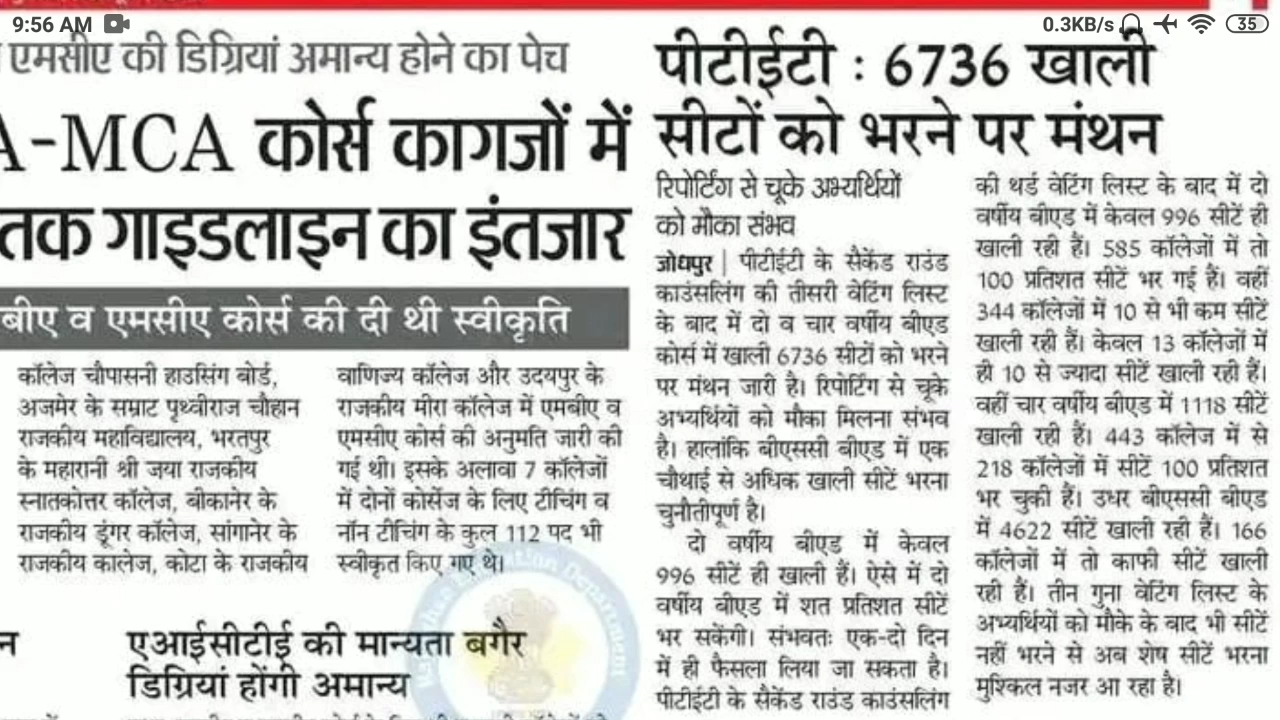 9:56 AM
0.3KB/s
35
एमसीए की डिग्रियां अमान्य होने का पेच
A-MCA कोर्स कागजों में
तक गाइडलाइन का इंतजार
बीए व एमसीए कोर्स की दी थी स्वीकृति
कॉलेज चौपासनी हाउसिंग बोर्ड,
अजमेर के सम्राट पृथ्वीराज चौहान
राजकीय महाविद्यालय, भरतपुर
के महारानी श्री जया राजकीय
स्नातकोत्तर कॉलेज, बीकानेर के
राजकीय डूंगर कॉलेज, सांगानेर के
राजकीय कालेज, कोटा के राजकीय
वाणिज्य कॉलेज और उदयपुर के
राजकीय मीरा कॉलेज में एमबीए व
एमसीए कोर्स की अनुमति जारी की
गई थी। इसके अलावा 7 कॉलेजों
में दोनों कोर्सेज के लिए टीचिंग व
नॉन टीचिंग के कुल 112 पद भी
स्वीकृत किए गए थे।
न
एआईसीटीई की मान्यता बगैर
डिग्रियां होंगी अमान्य
पीटीईटी : 6736 खाली
सीटों को भरने पर मंथन
रिपोर्टिंग से चूके अभ्यर्थियों
को मौका संभव
जोधपुर | पीटीईटी के सैकेंड राउंड
काउंसलिंग की तीसरी वेटिंग लिस्ट
के बाद में दो व चार वर्षीय बीएड
कोर्स में खाली 6736 सीटों को भरने
पर मंथन जारी है। रिपोर्टिंग से चूके
अभ्यर्थियों को मौका मिलना संभव
है। हालांकि बीएससी बीएड में एक
चौथाई से अधिक खाली सीटें भरना
चुनौतीपूर्ण है।
दो वर्षीय बीएड में केवल
996 सीटें ही खाली हैं। ऐसे में दो
वर्षीय बीएड में शत प्रतिशत सीटें
भर सकेंगी। संभवतः एक-दो दिन
में ही फैसला लिया जा सकता है।
पीटीईटी के सैकेंड राउंड काउंसलिंग
की थर्ड वेटिंग लिस्ट के बाद में दो
वर्षीय बीएड में केवल 996 सीटें ही
खाली रही हैं। 585 कॉलेजों में तो
100 प्रतिशत सीटें भर गई हैं। वहीं
344 कॉलेजों में 10 से भी कम सीटें
खाली रही हैं। केवल 13 कॉलेजों में
ही 10 से ज्यादा सीटें खाली रही हैं।
वहीं चार वर्षीय बीएड में 1118 सीटें
खाली रही हैं। 443 कॉलेज में से
218 कॉलेजों में सीटें 100 प्रतिशत
भर चुकी हैं। उधर बीएससी बीएड
में 4622 सीटें खाली रही हैं। 166
कॉलेजों में तो काफी सीटें खाली
रही हैं। तीन गुना वेटिंग लिस्ट के
अभ्यर्थियों को मौके के बाद भी सीटें
नहीं भरने से अब शेष सीटें भरना
मुश्किल नजर आ रहा है।